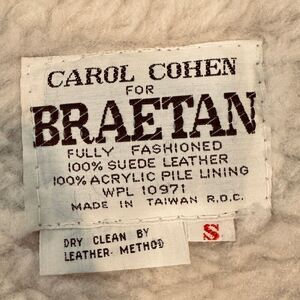 CAROL COHEN
FOR
BRAETAN
FULLY FASHIONED
100% SUEDE LEATHER
100% ACRYLIC PILE LINING
WPL 10971
MADE IN TAIWAN R.O.C.
DRY CLEAN BY
LEATHER METHOD
S